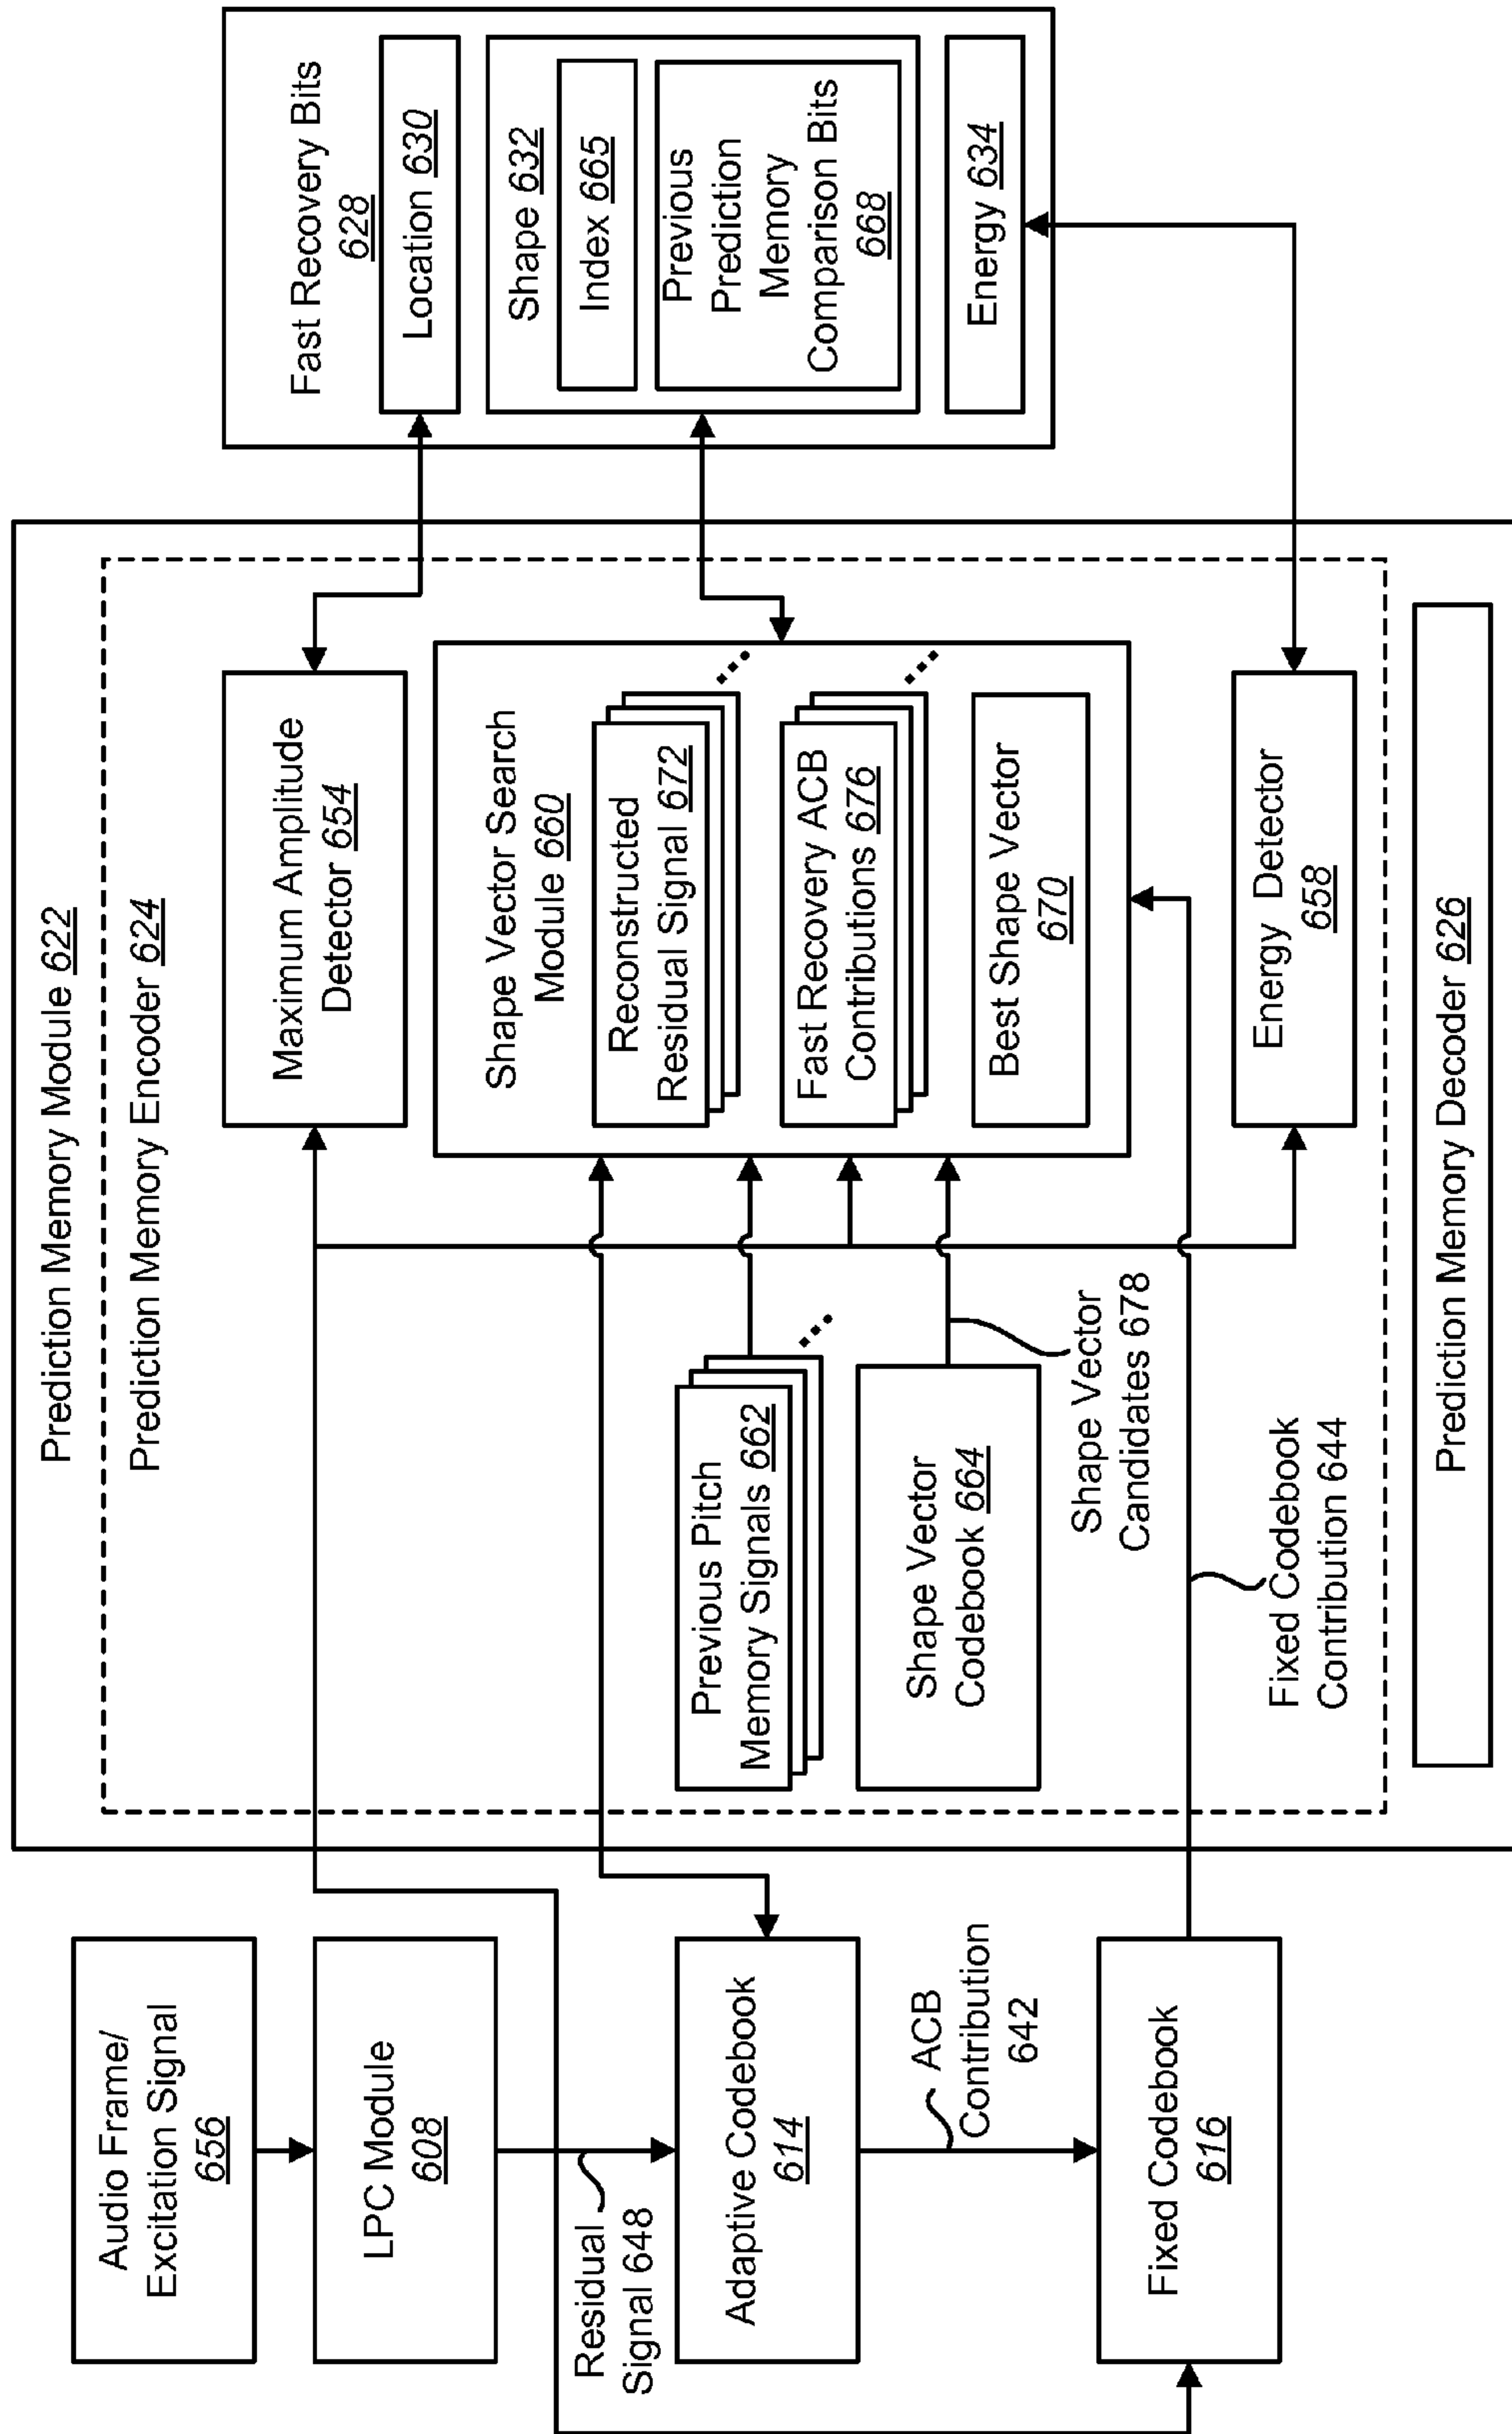 Audio Frame/
Excitation Signal
656
LPC Module
608
Residual
Signal 648
Adaptive Codebook
614
ACB
Contribution
642
Fixed Codebook
616
Prediction Memory Module 622
Prediction Memory Encoder 624
Previous Pitch
Memory Signals 662
Shape Vector
Codebook 664
Shape Vector
Candidates 678
Fixed Codebook
Contribution 644
Maximum Amplitude
Detector 654
Shape Vector Search
Module 660
Reconstructed
Residual Signal 672
Fast Recovery ACB
Contributions 676
Best Shape Vector
670
Energy Detector
658
Prediction Memory Decoder 626
Fast Recovery Bits
628
Location 630
Shape 632
Index 665
Previous
Prediction
Memory
Comparison Bits
668
Energy 634